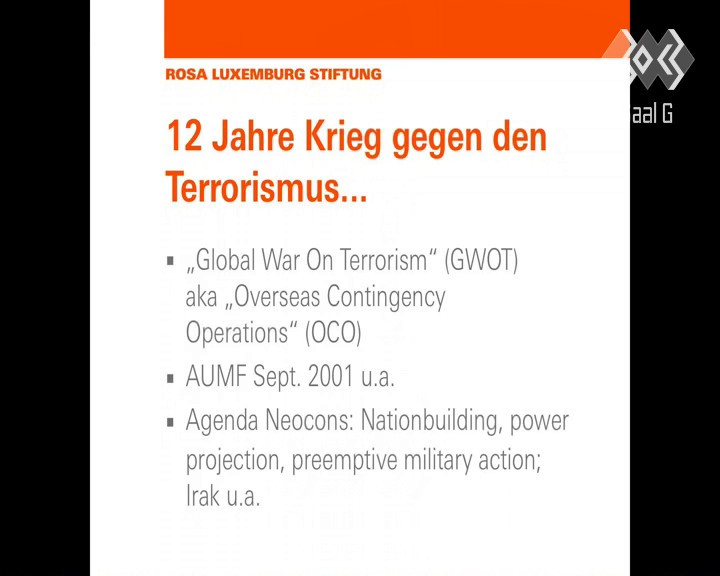 ROSA LUXEMBURG STIFTUNG
aal G
12 Jahre Krieg gegen den
Terrorismus...
▪ „Global War On Terrorism“ (GWOT)
aka „Overseas Contingency
Operations“ (OCO)
▪ AUMF Sept. 2001 u.a.
▪ Agenda Neocons: Nationbuilding, power
projection, preemptive military action;
Irak u.a.